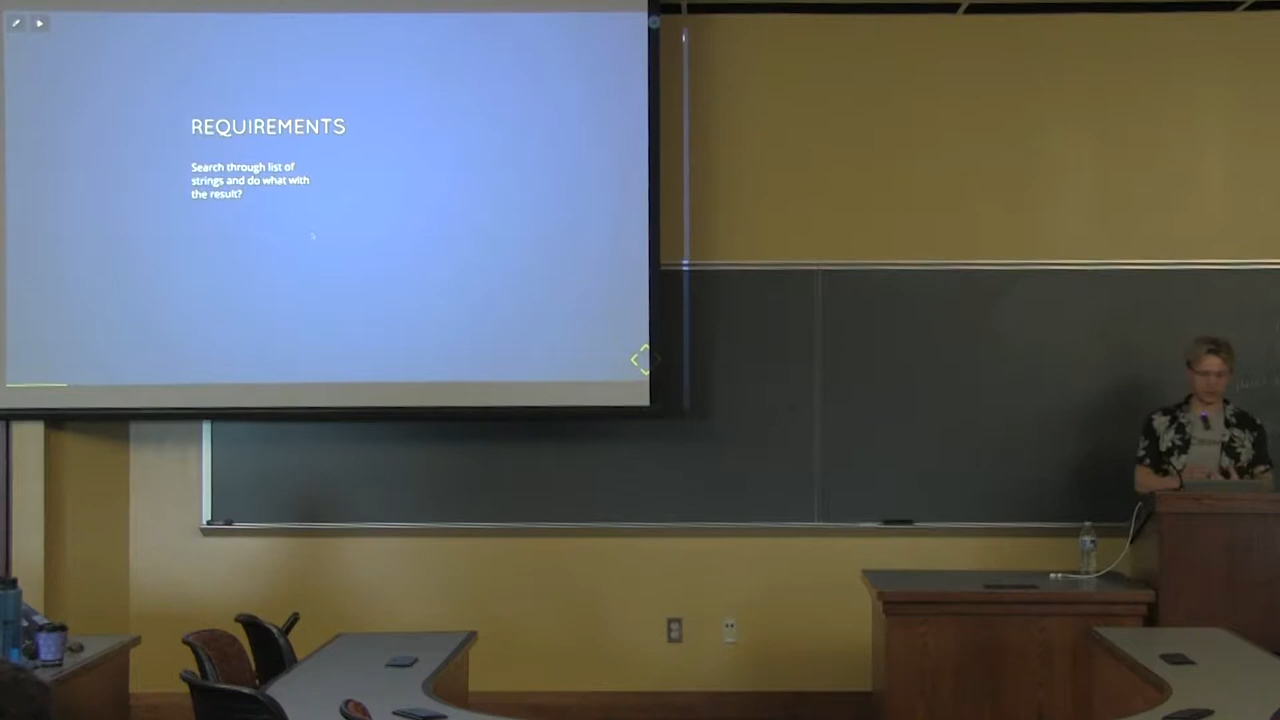 REQUIREMENTS
Search through list of
strings and do what with
the result?